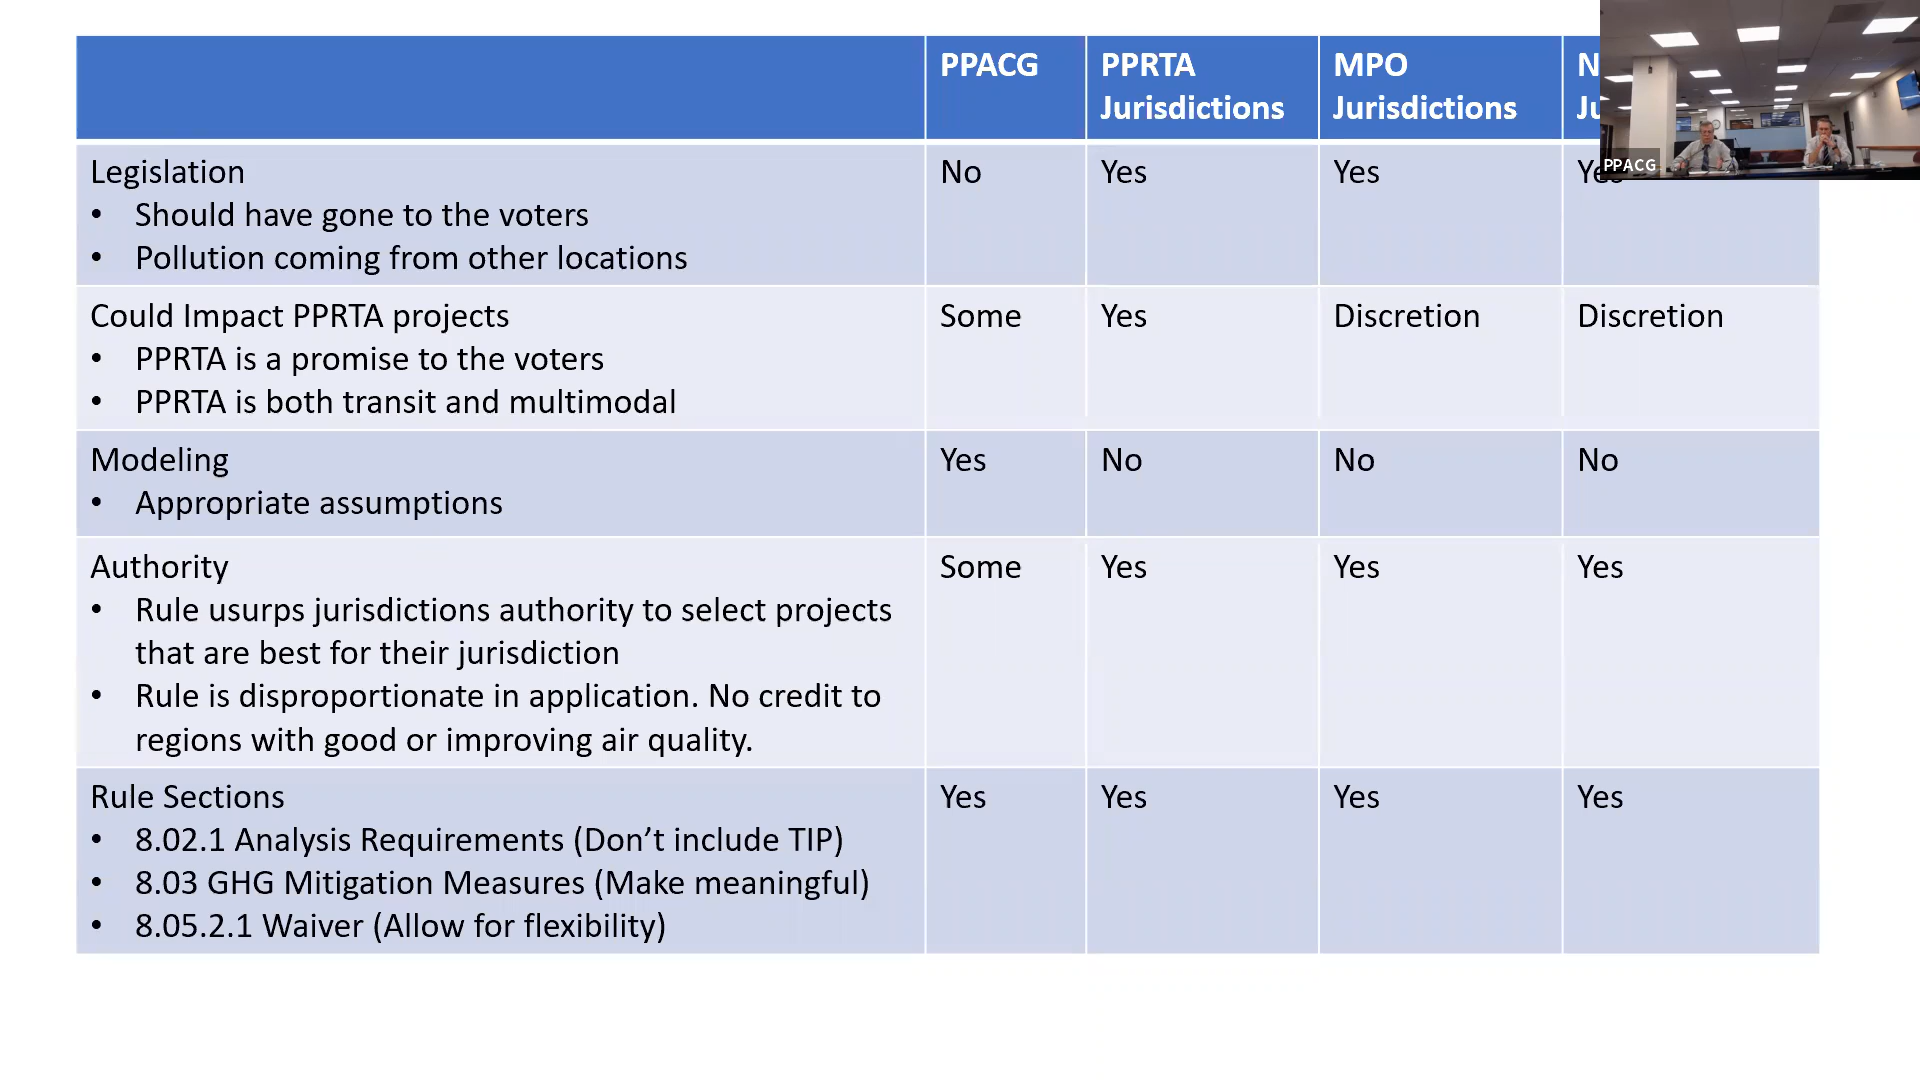 PPACG
PPRTA
Jurisdictions
MPO
Jurisdictions
PPACG
Legislation
No
Yes
Yes
Yes
• Should have gone to the voters
• Pollution coming from other locations
Could Impact PPRTA projects
Some
Yes
Discretion
Discretion
• PPRTA is a promise to the voters
• PPRTA is both transit and multimodal
Modeling
Yes
No
No
No
• Appropriate assumptions
Authority
Some
Yes
Yes
Yes
• Rule usurps jurisdictions authority to select projects
that are best for their jurisdiction
• Rule is disproportionate in application. No credit to
regions with good or improving air quality.
Rule Sections
Yes
Yes
Yes
Yes
• 8.02.1 Analysis Requirements (Don’t include TIP)
• 8.03 GHG Mitigation Measures (Make meaningful)
• 8.05.2.1 Waiver (Allow for flexibility)